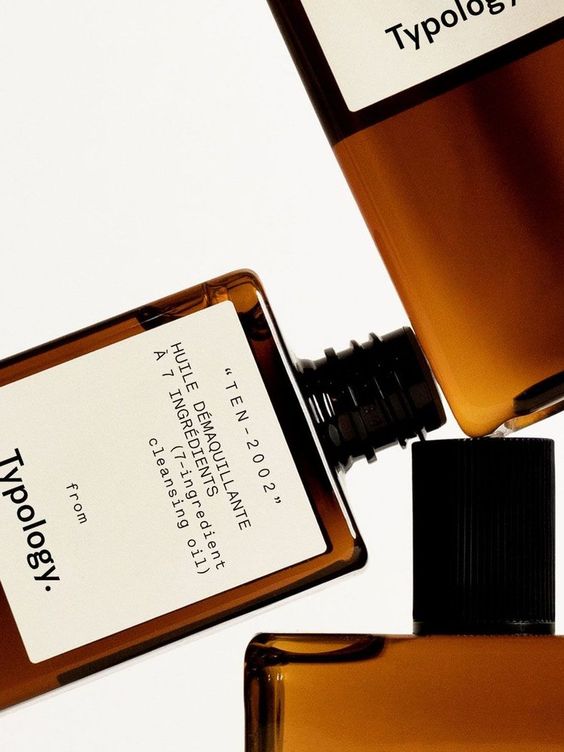 Typology
"TEN-2002"
HUILE DÉMAQUILLANTE
À 7 INGRÉDIENTS
(7-ingredient
cleansing oil)
from
Typology.